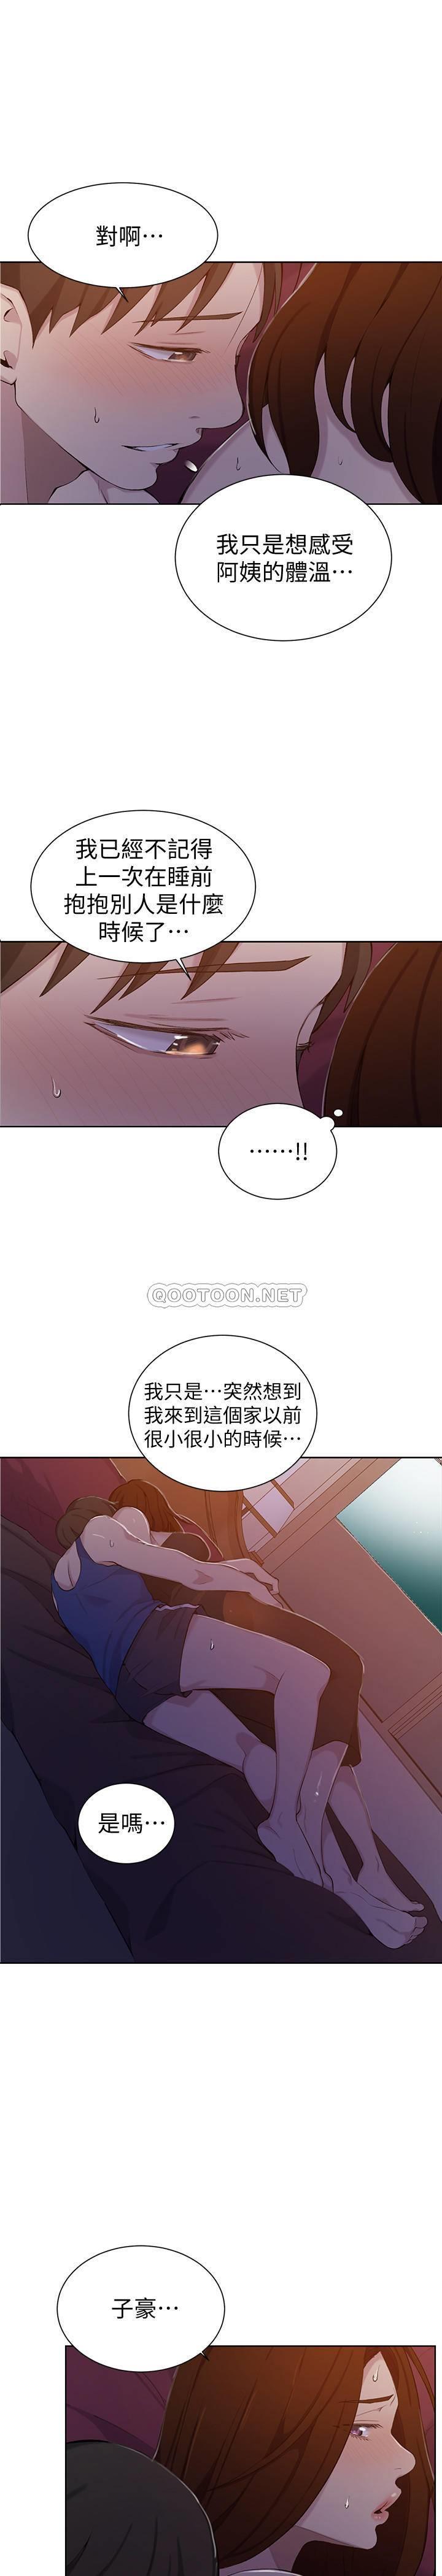 對啊⋯
我只是想感受
阿姨的體溫⋯
我已經不記得
上一次在睡前
抱抱別人是什麼
時候了⋯
⋯⋯!!
QOOTOON.NET
我只是⋯突然想到
我來到這個家以前
很小很小的時候⋯
是嗎⋯
子豪⋯